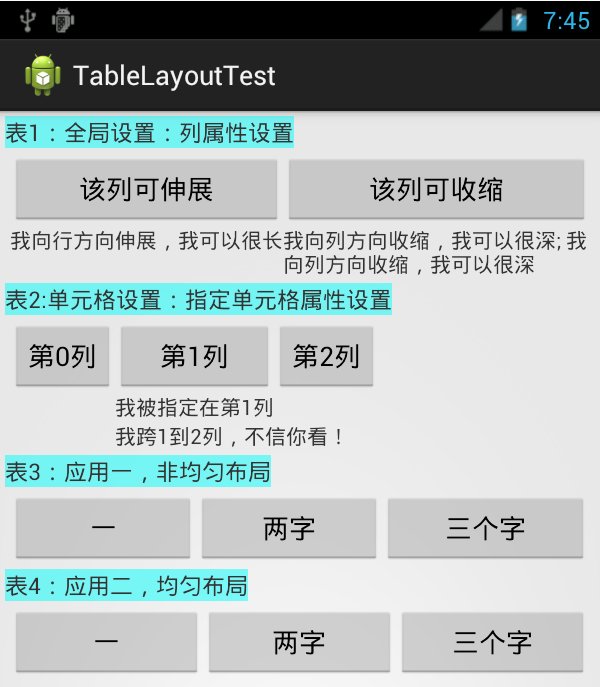 7:45
TableLayoutTest
表1：全局设置：列属性设置
该列可伸展 该列可收缩
我向行方向伸展，我可以很长我向列方向收缩，我可以很深; 我
向列方向收缩，我可以很深
表2:单元格设置：指定单元格属性设置
第0列 第1列 第2列
我被指定在第1列
我跨1到2列，不信你看！
表3：应用一，非均匀布局
一 两字 三个字
表4：应用二，均匀布局
一 两字 三个字